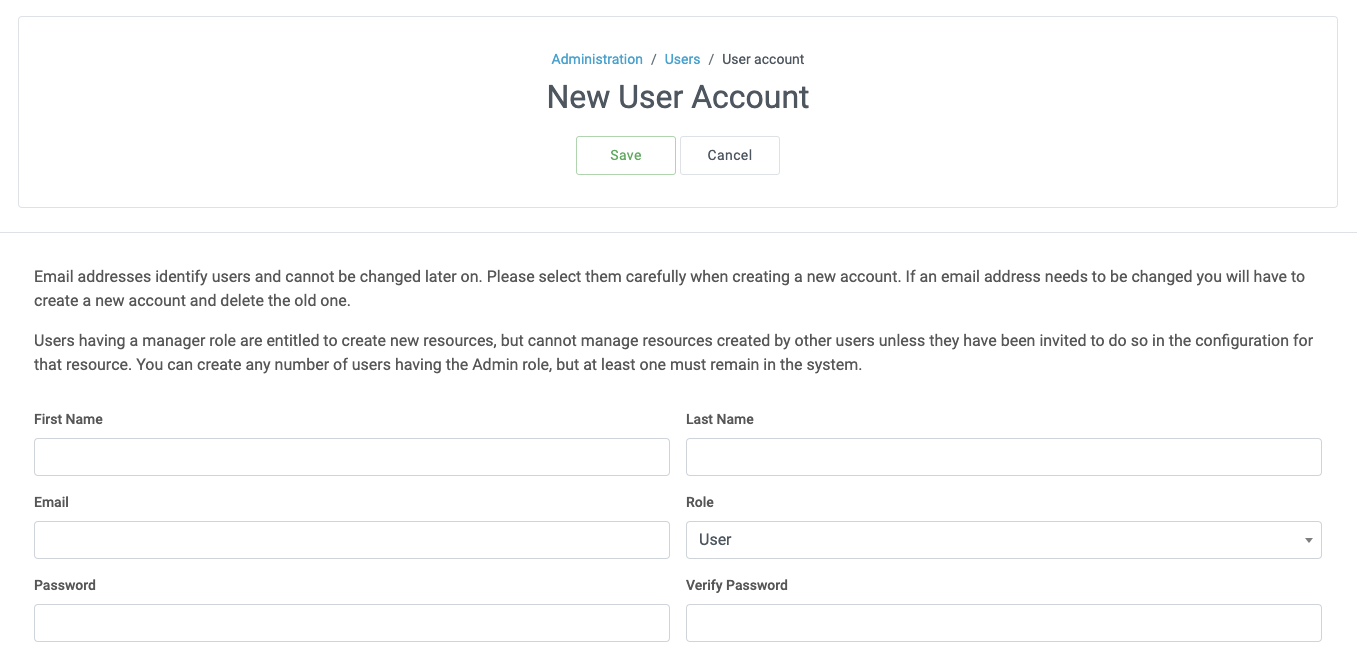 Administration / Users / User account
New User Account
Save Cancel
Email addresses identify users and cannot be changed later on. Please select them carefully when creating a new account. If an email address needs to be changed you will have to
create a new account and delete the old one.
Users having a manager role are entitled to create new resources, but cannot manage resources created by other users unless they have been invited to do so in the configuration for
that resource. You can create any number of users having the Admin role, but at least one must remain in the system.
First Name Last Name
Email Role
User
Password Verify Password